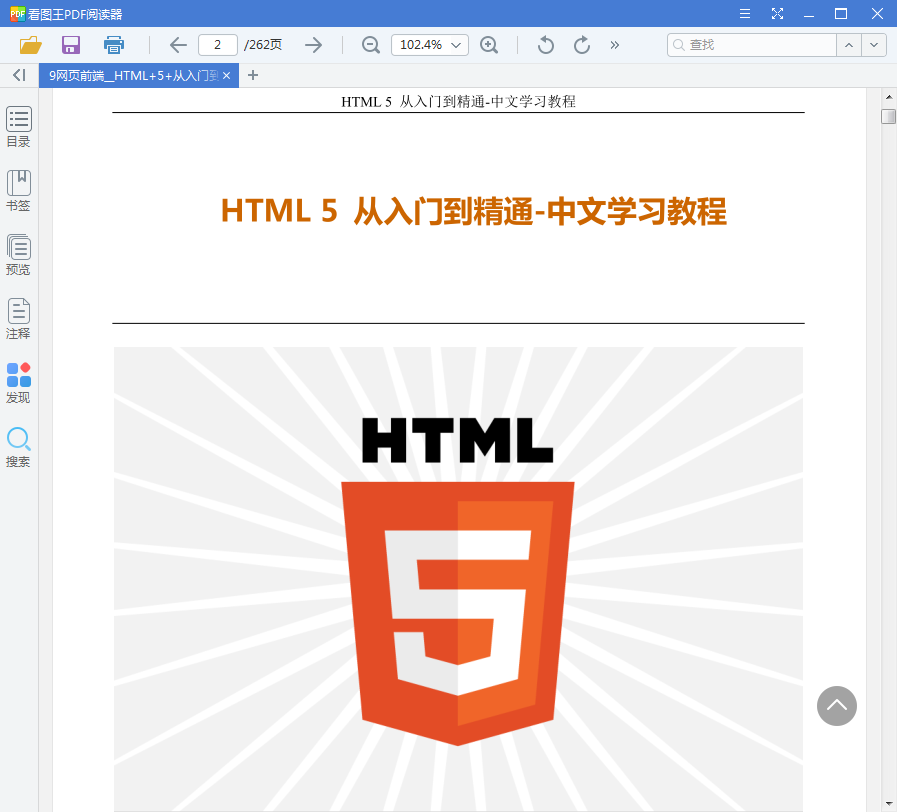 PDF 看图王PDF阅读器
2 /262页 102.4% 查找
9网页前端__HTML+5+从入门到
目录
书签
预览
注释
发现
搜索
HTML 5 从入门到精通-中文学习教程
HTML 5 从入门到精通-中文学习教程
HTML
5